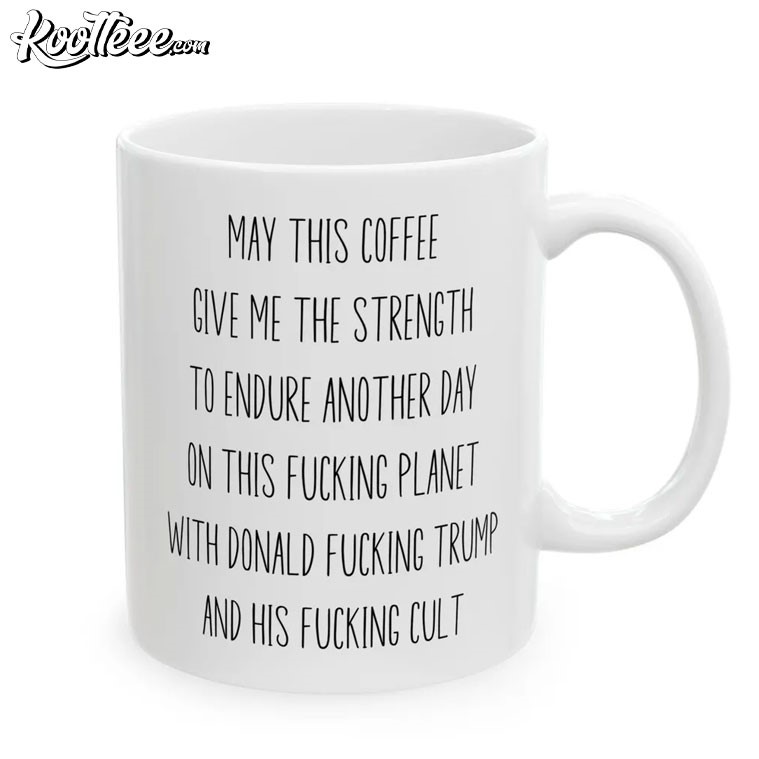 Koolteee.com
MAY THIS COFFEE
GIVE ME THE STRENGTH
TO ENDURE ANOTHER DAY
ON THIS FUCKING PLANET
WITH DONALD FUCKING TRUMP
AND HIS FUCKING CULT